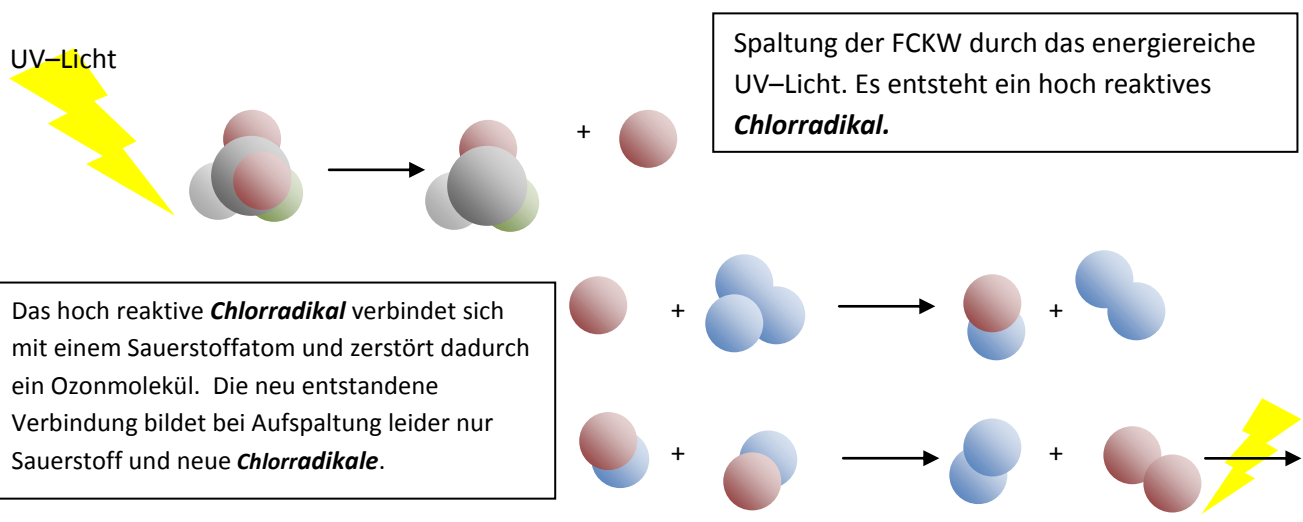 UV–Licht
Spaltung der FCKW durch das energiereiche
UV–Licht. Es entsteht ein hoch reaktives
Chlorradikal.
+
Das hoch reaktive Chlorradikal verbindet sich
mit einem Sauerstoffatom und zerstört dadurch
ein Ozonmolekül.  Die neu entstandene
Verbindung bildet bei Aufspaltung leider nur
Sauerstoff und neue Chlorradikale.
+ +
+ +